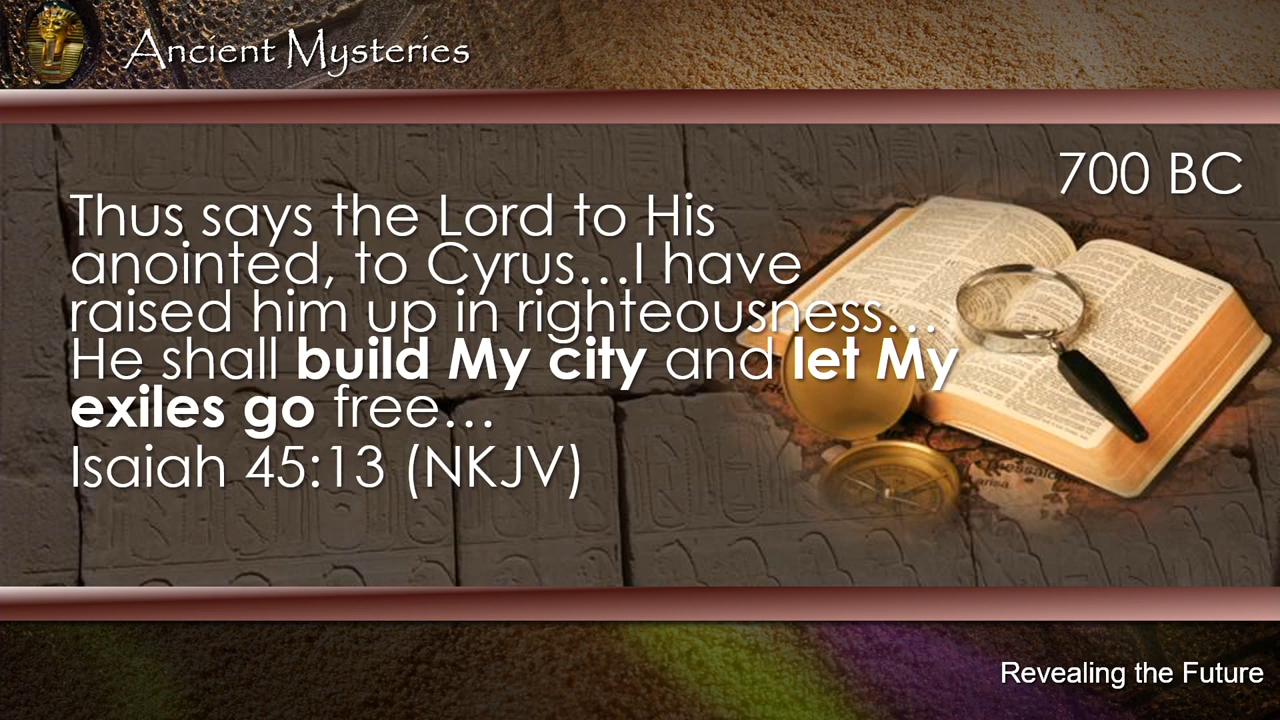 Ancient Mysteries
700 BC
Thus says the Lord to His
anointed, to Cyrus…I have
raised him up in righteousness…
He shall build My city and let My
exiles go free…
Isaiah 45:13 (NKJV)
Revealing the Future